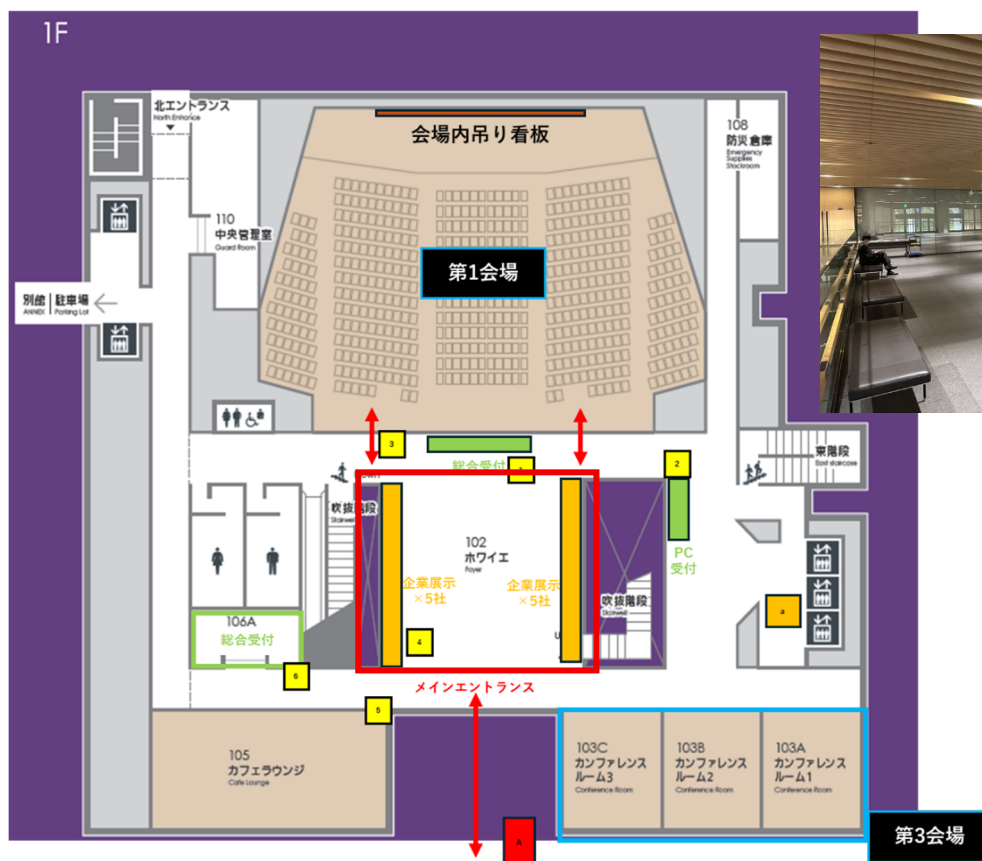 1F
北エントランス
North Entrance
会場内吊り看板
108
防災倉庫
Emergency
Supplies
Stockroom
110
中央管理室
Guard Room
第1会場
別館 | 駐車場
ANNEX | Parking Lot
3
総合受付
2
東階段
East staircase
吹抜階段
Stairwell
102
ホワイエ
Foyer
PC
受付
企業展示
×5社
企業展示
×5社
吹抜階段
Stairwell
a
106A
総合受付
4
6
メインエントランス
5
105
カフェラウンジ
Cafe Lounge
103C
カンファレンス
ルーム3
Conference Room
103B
カンファレンス
ルーム2
Conference Room
103A
カンファレンス
ルーム1
Conference Room
A
第3会場